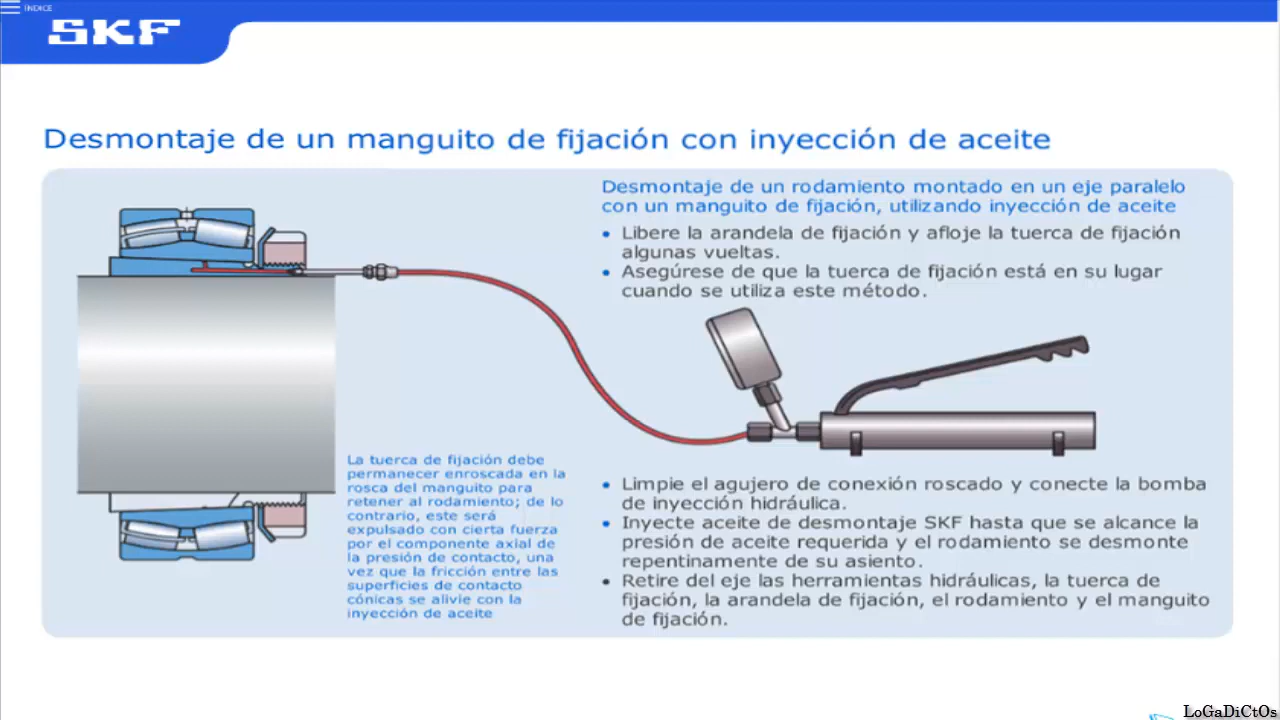 ÍNDICE
SKF
Desmontaje de un manguito de fijación con inyección de aceite
Desmontaje de un rodamiento montado en un eje paralelo
con un manguito de fijación, utilizando inyección de aceite
• Libere la arandela de fijación y afloje la tuerca de fijación
algunas vueltas.
• Asegúrese de que la tuerca de fijación está en su lugar
cuando se utiliza este método.
La tuerca de fijación debe
permanecer enroscada en la
rosca del manguito para
retener al rodamiento; de lo
contrario, este será
expulsado con cierta fuerza
por el componente axial de
la presión de contacto, una
vez que la fricción entre las
superficies de contacto
cónicas se alivie con la
inyección de aceite
• Limpie el agujero de conexión roscado y conecte la bomba
de inyección hidráulica.
• Inyecte aceite de desmontaje SKF hasta que se alcance la
presión de aceite requerida y el rodamiento se desmonte
repentinamente de su asiento.
• Retire del eje las herramientas hidráulicas, la tuerca de
fijación, la arandela de fijación, el rodamiento y el manguito
de fijación.
LoGaDiCtOs